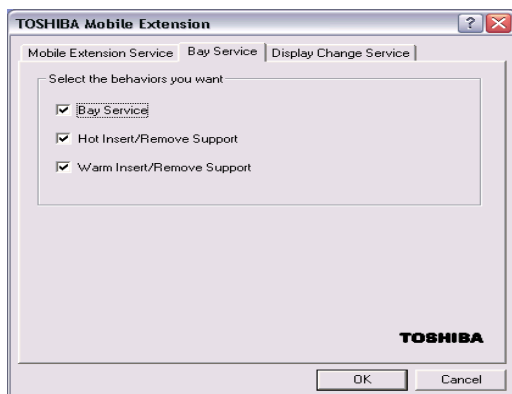 TOSHIBA Mobile Extension
Mobile Extension Service Bay Service Display Change Service
Select the behaviors you want
Bay Service
Hot Insert/Remove Support
Warm Insert/Remove Support
TOSHIBA
OK Cancel